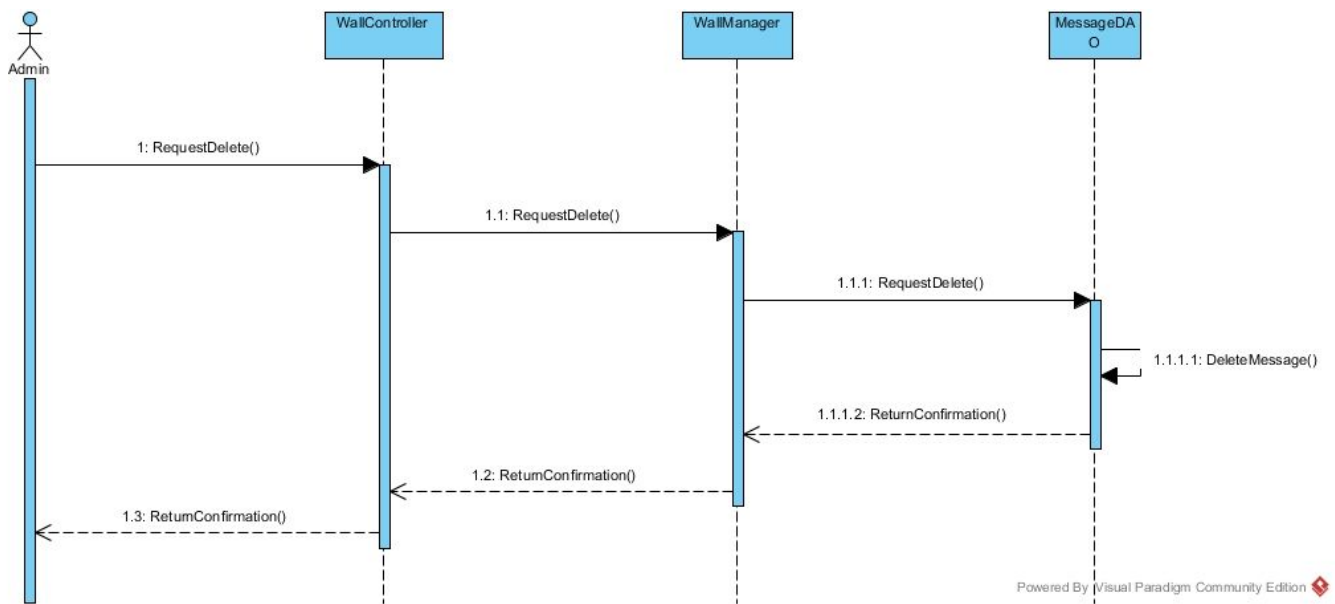 WallController
WallManager
MessageDA
O
Admin
1: RequestDelete()
1.1: RequestDelete()
1.1.1: RequestDelete()
1.1.1.1: DeleteMessage()
1.1.1.2: ReturnConfirmation()
1.2: ReturnConfirmation()
1.3: ReturnConfirmation()
Powered By Visual Paradigm Community Edition